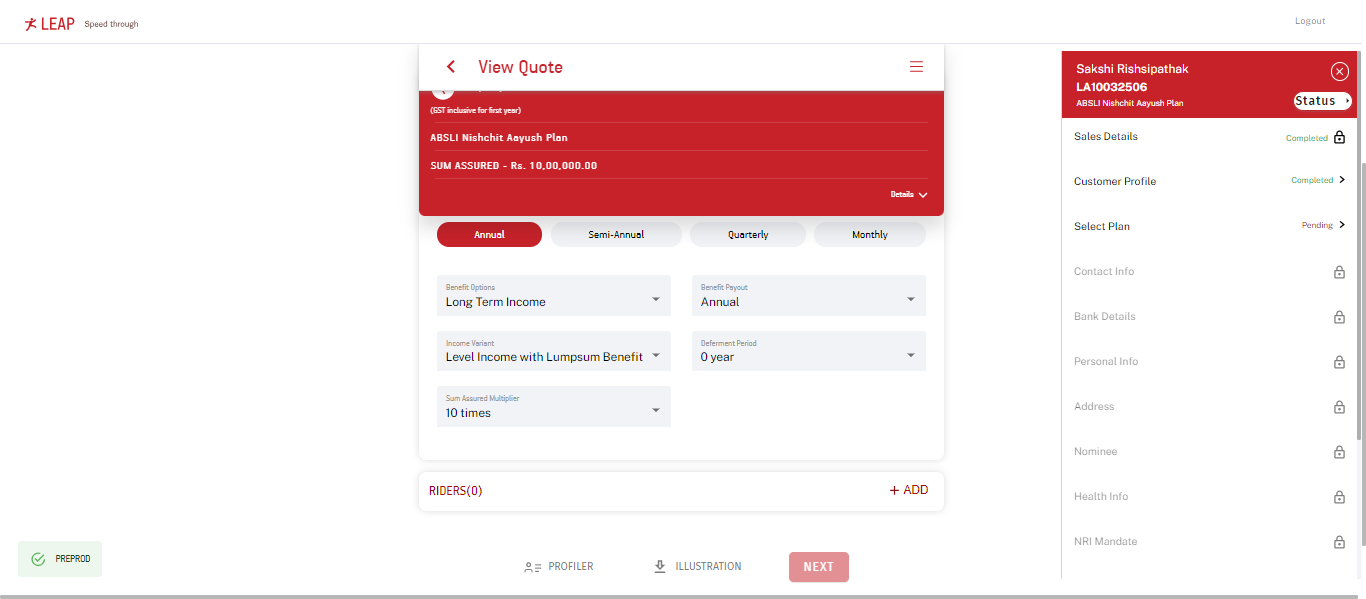 LEAP Speed through
Logout
View Quote
(GST inclusive for first year)
ABSLI Nishchit Aayush Plan
SUM ASSURED - Rs. 10,00,000.00
Details
Annual Semi-Annual Quarterly Monthly
Benefit Options
Long Term Income
Benefit Payout
Annual
Income Variant
Level Income with Lumpsum Benefit
Deferment Period
0 year
Sum Assured Multiplier
10 times
RIDERS(0) + ADD
PREPROD
PROFILER ILLUSTRATION NEXT
Sakshi Rishsipathak
LA10032506
ABSLI Nishchit Aayush Plan
Status
Sales Details Completed
Customer Profile Completed
Select Plan Pending
Contact Info
Bank Details
Personal Info
Address
Nominee
Health Info
NRI Mandate